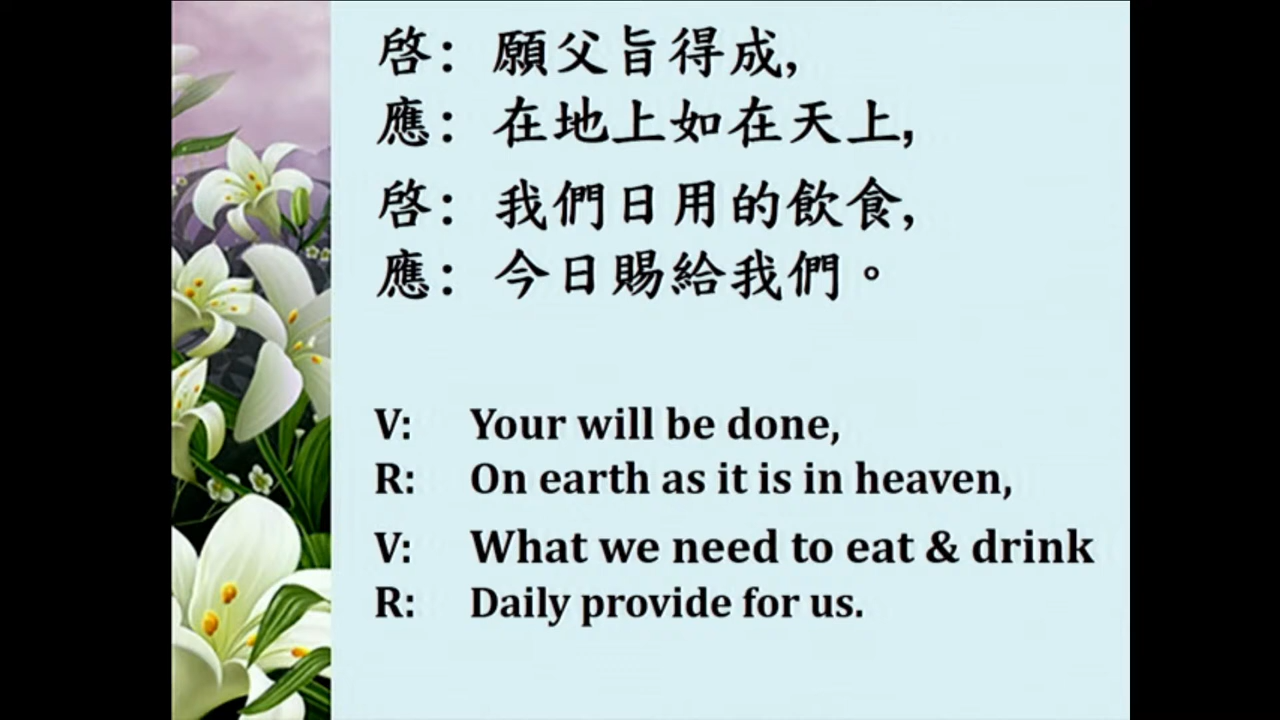 啓：願父旨得成,
應：在地上如在天上,
啓：我們日用的飲食,
應：今日賜給我們。
V: Your will be done,
R: On earth as it is in heaven,
V: What we need to eat & drink
R: Daily provide for us.